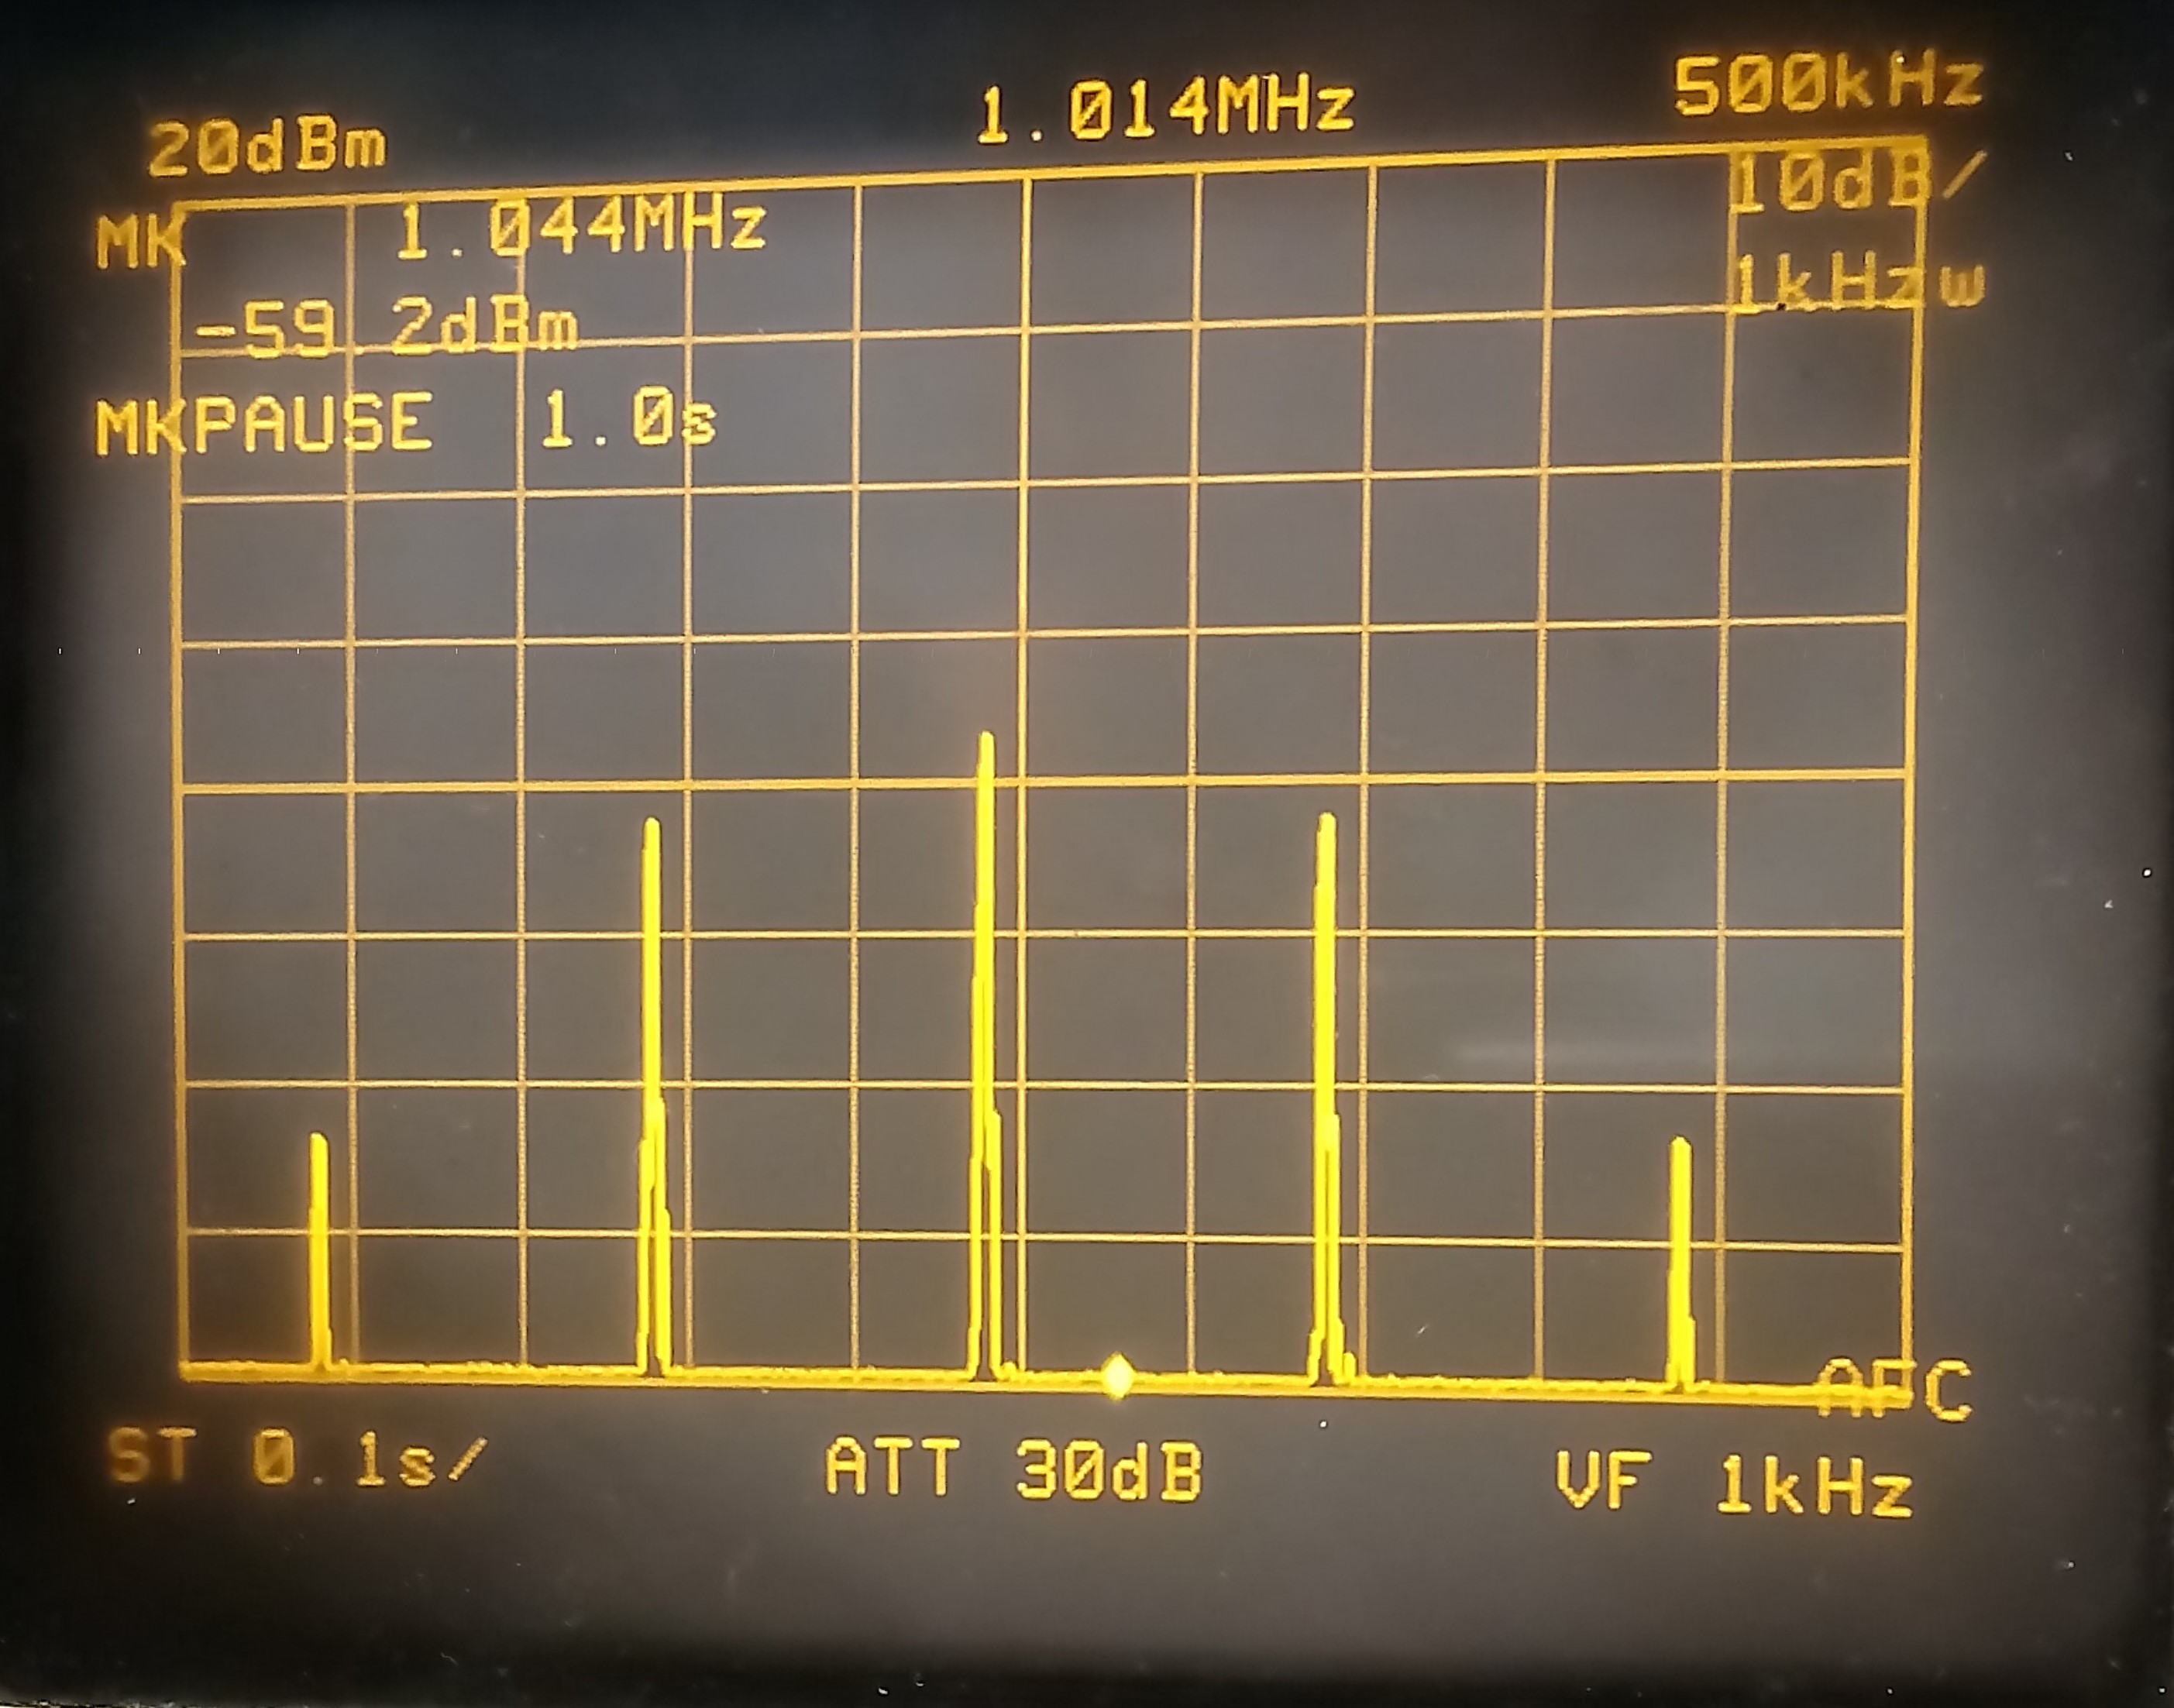 20dBm 1.014MHz 500kHz
MK 1.044MHz 10dB/
-59.2dBm 1kHzw
MKPAUSE 1.0s
AFC
ST 0.1s/ ATT 30dB VF 1kHz